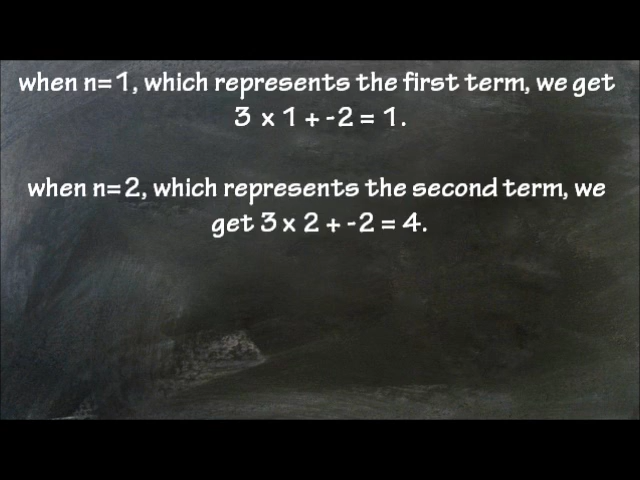 when n=1, which represents the first term, we get
3 x 1 + -2 = 1.
when n=2, which represents the second term, we
get 3 x 2 + -2 = 4.